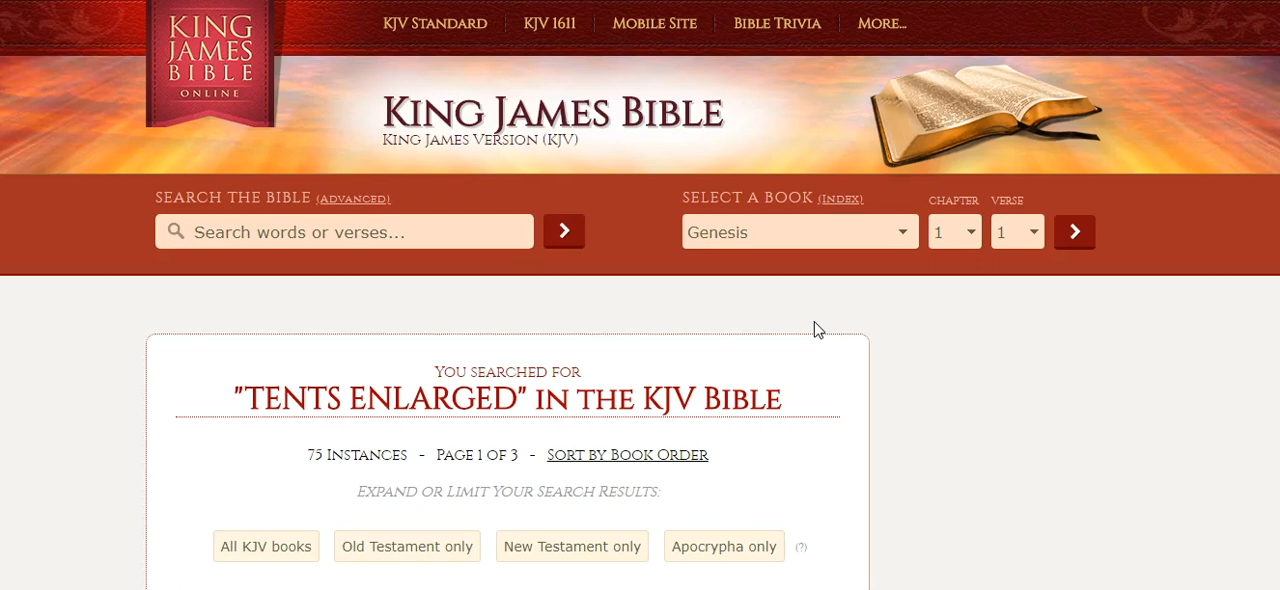 KING
JAMES
BIBLE
ONLINE
KJV Standard
KJV 1611
Mobile Site
Bible Trivia
More...
King James Bible
King James Version (KJV)
Search the Bible (Advanced)
Search words or verses...
Select a Book (Index)
Genesis
Chapter
1
Verse
1
You searched for
"TENTS ENLARGED" in the KJV Bible
75 Instances - Page 1 of 3 - Sort by Book Order
Expand or Limit Your Search Results:
All KJV books
Old Testament only
New Testament only
Apocrypha only
(?)